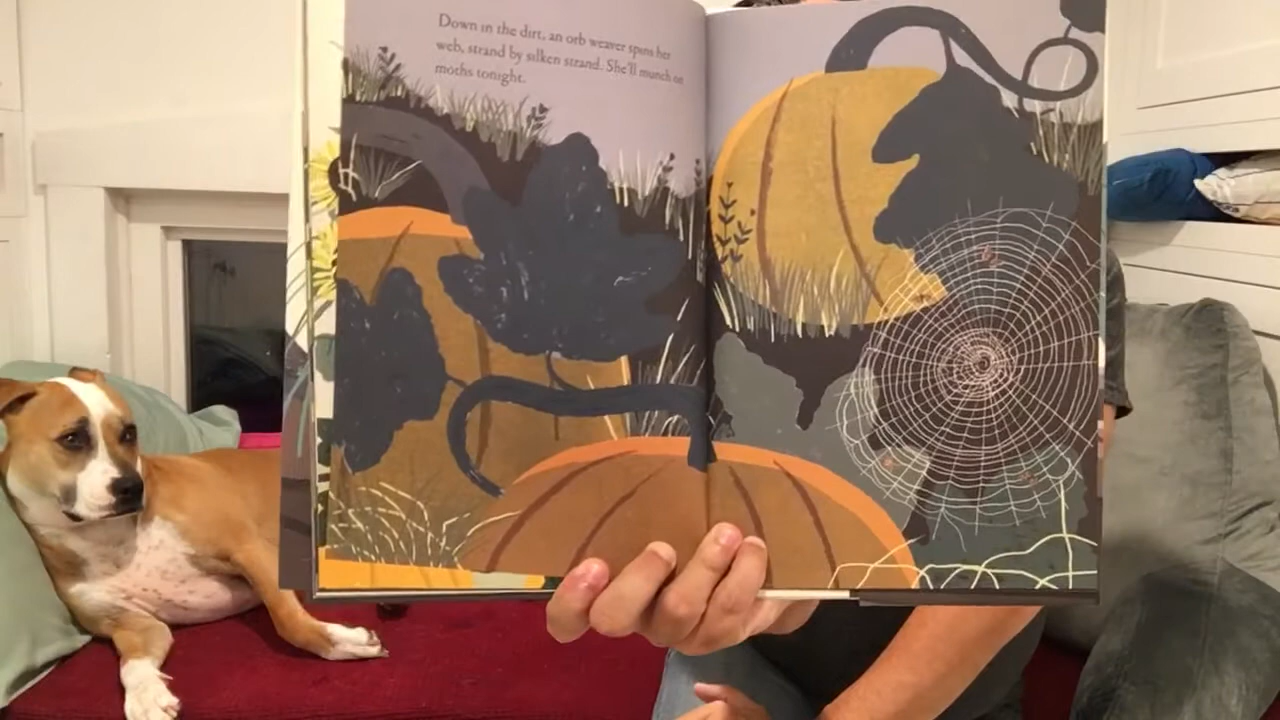 Down in the dirt, an orb weaver spins her
web, strand by silken strand. She'll munch on
moths tonight.